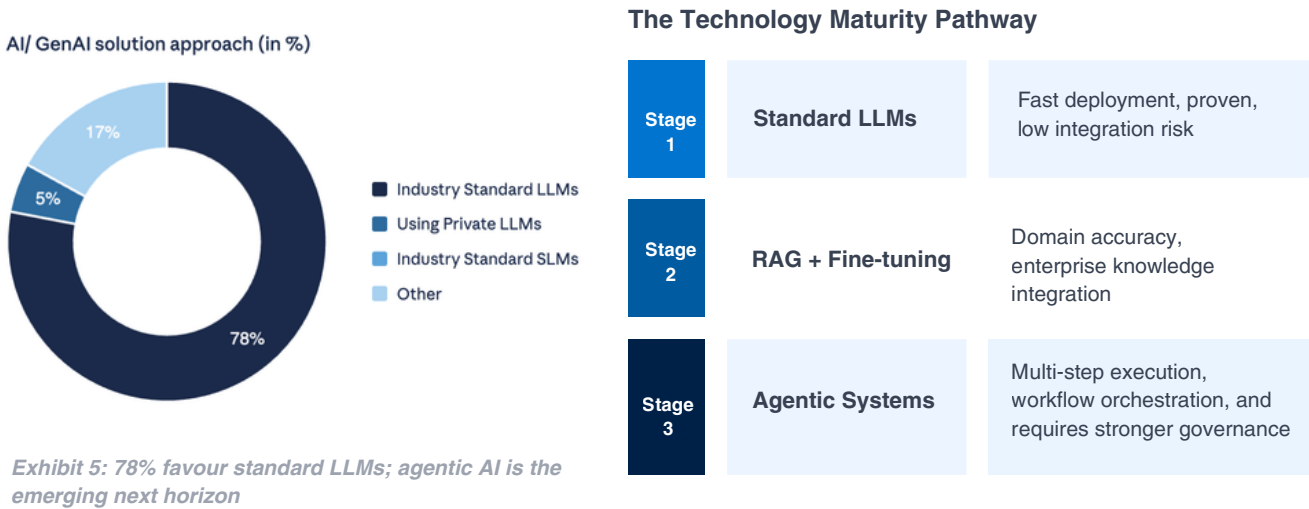 AI/ GenAI solution approach (in %)
17%
5%
78%
Industry Standard LLMs
Using Private LLMs
Industry Standard SLMs
Other
Exhibit 5: 78% favour standard LLMs; agentic AI is the
emerging next horizon
The Technology Maturity Pathway
Stage
1
Standard LLMs
Fast deployment, proven,
low integration risk
Stage
2
RAG + Fine-tuning
Domain accuracy,
enterprise knowledge
integration
Stage
3
Agentic Systems
Multi-step execution,
workflow orchestration, and
requires stronger governance